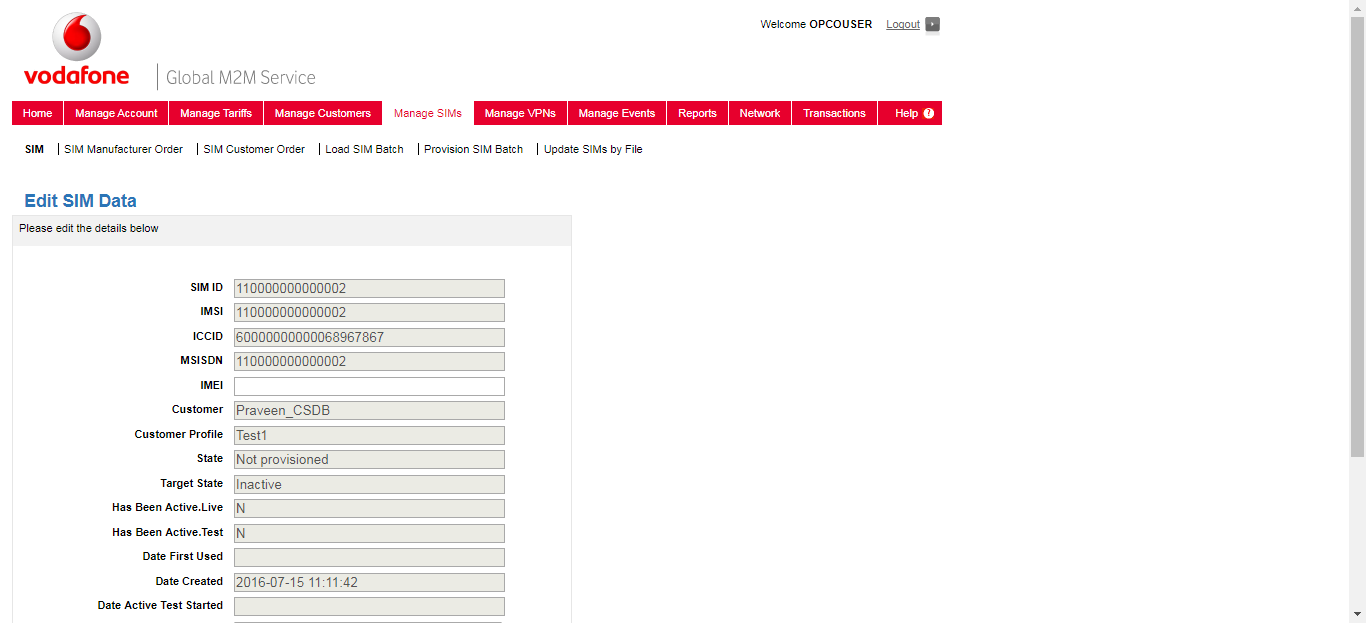 Welcome OPCOUSER Logout
vodafone Global M2M Service
Home Manage Account Manage Tariffs Manage Customers Manage SIMs Manage VPNs Manage Events Reports Network Transactions Help ?
SIM SIM Manufacturer Order SIM Customer Order Load SIM Batch Provision SIM Batch Update SIMs by File
Edit SIM Data
Please edit the details below
SIM ID 110000000000002
IMSI 110000000000002
ICCID 60000000000068967867
MSISDN 110000000000002
IMEI
Customer Praveen_CSDB
Customer Profile Test1
State Not provisioned
Target State Inactive
Has Been Active.Live N
Has Been Active.Test N
Date First Used
Date Created 2016-07-15 11:11:42
Date Active Test Started